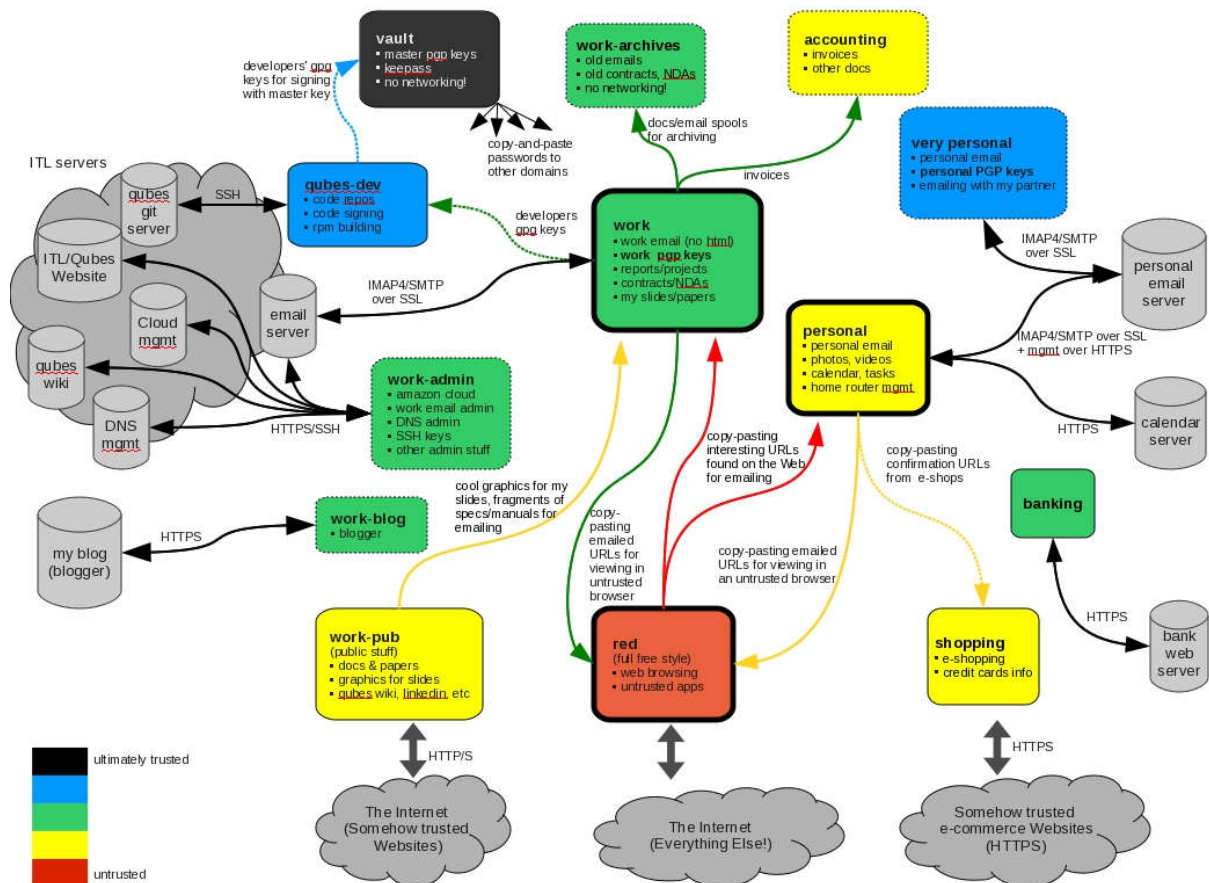 vault
▪ master pgp keys
▪ keepass
▪ no networking!
work-archives
▪ old emails
▪ old contracts, NDAs
▪ no networking!
accounting
▪ invoices
▪ other docs
developers' gpg
keys for signing
with master key
copy-and-paste
passwords to
other domains
docs/email spools
for archiving
invoices
very personal
▪ personal email
▪ personal PGP keys
▪ emailing with my partner
ITL servers
qubes
git
server
SSH
qubes-dev
▪ code repos
▪ code signing
▪ rpm building
developers
gpg keys
work
▪ work email (no html)
▪ work pgp keys
▪ reports/projects
▪ contracts/NDAs
▪ my slides/papers
ITL/Qubes
Website
email
server
IMAP4/SMTP
over SSL
IMAP4/SMTP
over SSL
personal
email
server
Cloud
mgmt
qubes
wiki
DNS
mgmt
HTTPS/SSH
work-admin
▪ amazon cloud
▪ work email admin
▪ DNS admin
▪ SSH keys
▪ other admin stuff
personal
▪ personal email
▪ photos, videos
▪ calendar, tasks
▪ home router mgmt
IMAP4/SMTP over SSL
+ mgmt over HTTPS
HTTPS
calendar
server
cool graphics for my
slides, fragments of
specs/manuals for
emailing
copy-pasting
interesting URLs
found on the Web
for emailing
copy-pasting
confirmation URLs
from e-shops
my blog
(blogger)
HTTPS
work-blog
▪ blogger
copy-
pasting
emailed
URLs for
viewing in
untrusted
browser
copy-pasting emailed
URLs for viewing in
an untrusted browser
banking
HTTPS
bank
web
server
work-pub
(public stuff)
▪ docs & papers
▪ graphics for slides
▪ qubes wiki, linkedin, etc
red
(full free style)
▪ web browsing
▪ untrusted apps
shopping
▪ e-shopping
▪ credit cards info
HTTP/S
HTTPS
The Internet
(Somehow trusted
Websites)
The Internet
(Everything Else!)
Somehow trusted
e-commerce Websites
(HTTPS)
ultimately trusted
untrusted